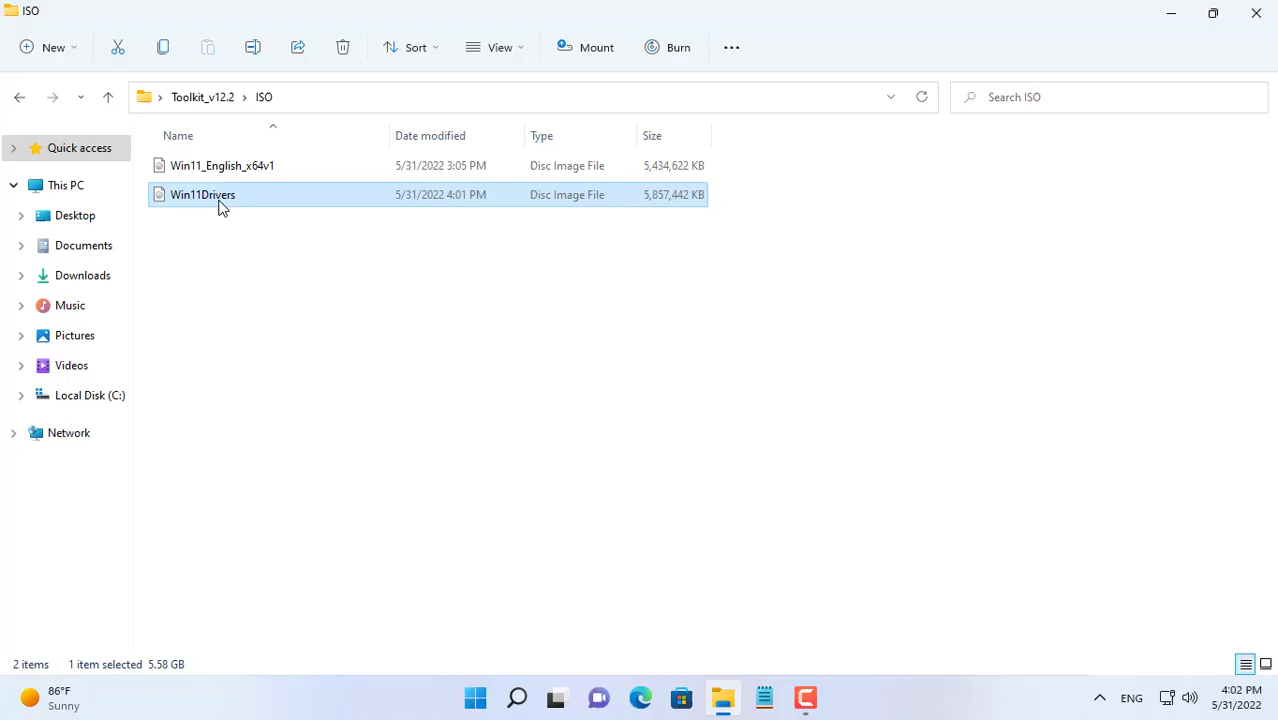 ISO
New
Sort
View
Mount
Burn
Toolkit_v12.2 > ISO
Search ISO
Name Date modified Type Size
Win11_English_x64v1 5/31/2022 3:05 PM Disc Image File 5,434,622 KB
Win11Drivers 5/31/2022 4:01 PM Disc Image File 5,857,442 KB
Quick access
This PC
Desktop
Documents
Downloads
Music
Pictures
Videos
Local Disk (C:)
Network
2 items 1 item selected 5.58 GB
86°F
Sunny
ENG
4:02 PM
5/31/2022